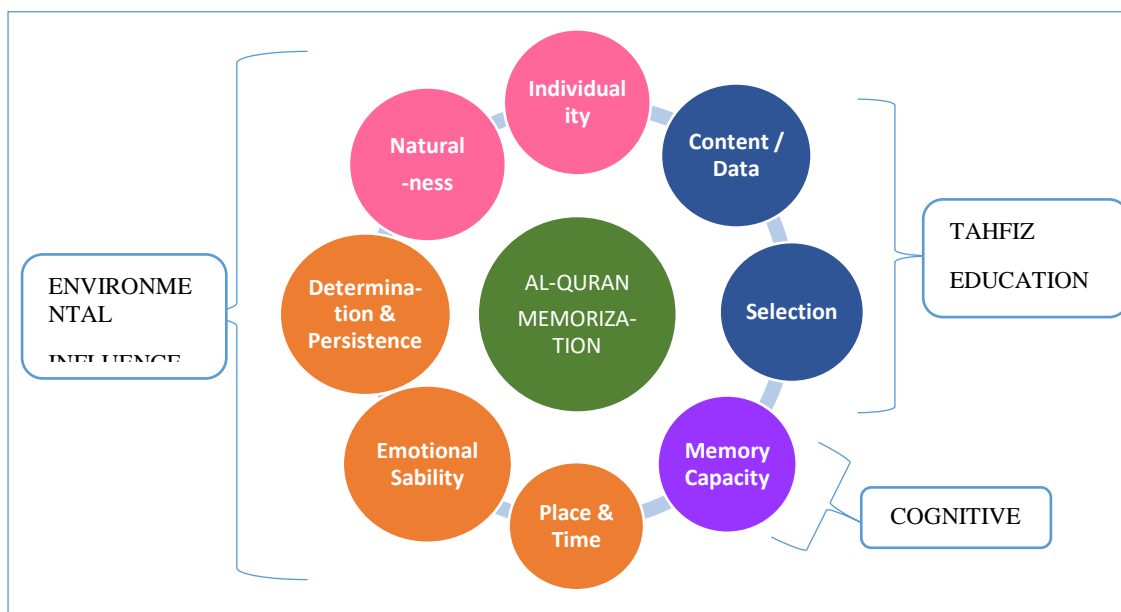 Individual
ity
Content /
Data
Selection
Memory
Capacity
Place &
Time
Emotional
Sability
Determina-
tion &
Persistence
Natural
-ness
AL-QURAN
MEMORIZA-
TION
ENVIRONME
NTAL
INFLUENCE
TAHFIZ
EDUCATION
COGNITIVE